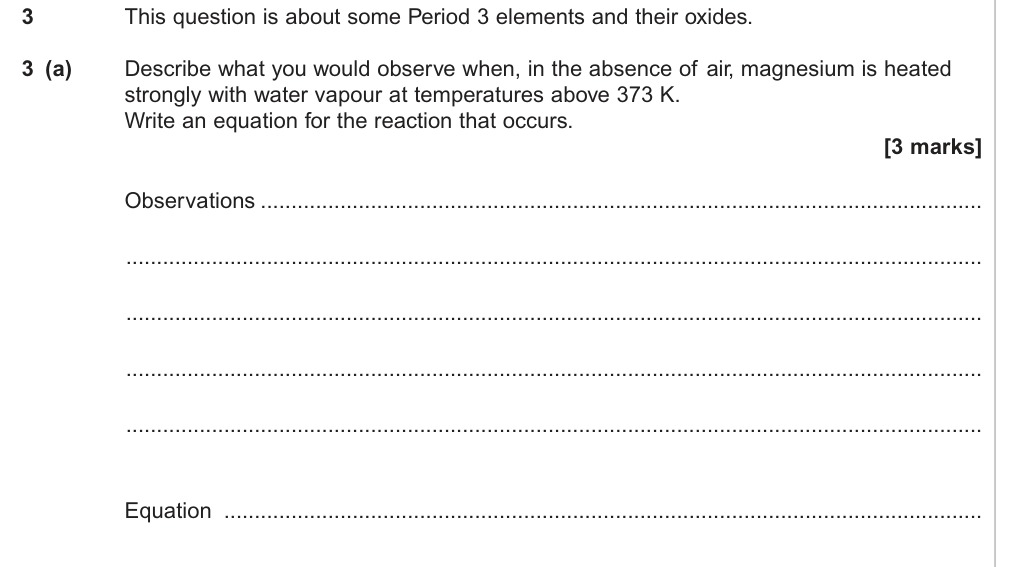 3 This question is about some Period 3 elements and their oxides.
3 (a) Describe what you would observe when, in the absence of air, magnesium is heated
strongly with water vapour at temperatures above 373 K.
Write an equation for the reaction that occurs.
[3 marks]
Observations ....................
....................
....................
....................
....................
Equation ....................